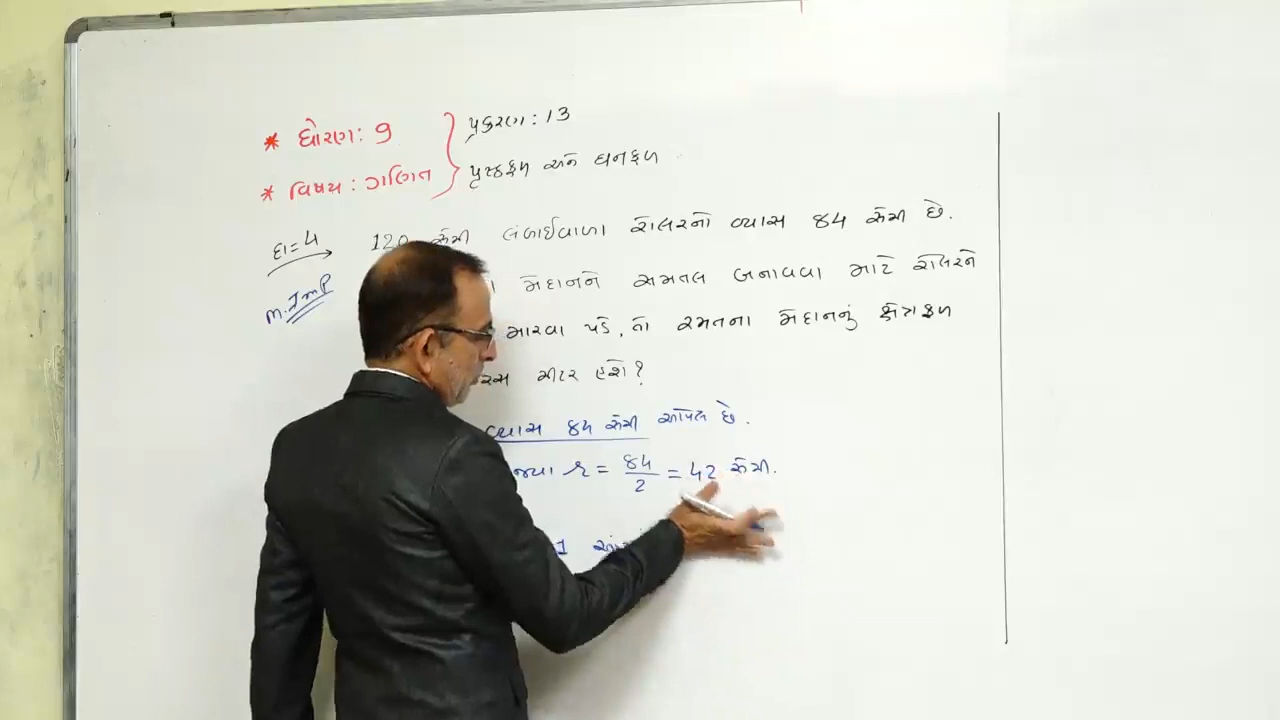 * ધોરણ: 9
* વિષય: ગણિત
પ્રકરણ: 13
પૃષ્ઠફળ અને ઘનફળ
દા=4 → 120 સેમી લંબાઈવાળા રોલરનો વ્યાસ 84 સેમી છે.
M. Imp મેદાનને સમતલ બનાવવા માટે રોલરને
મારવા પડે, તો રમતના મેદાનનું ક્ષેત્રફળ
મીટર હશે?
વ્યાસ 84 સેમી આપેલ છે.
r = 84/2 = 42 સેમી.
1